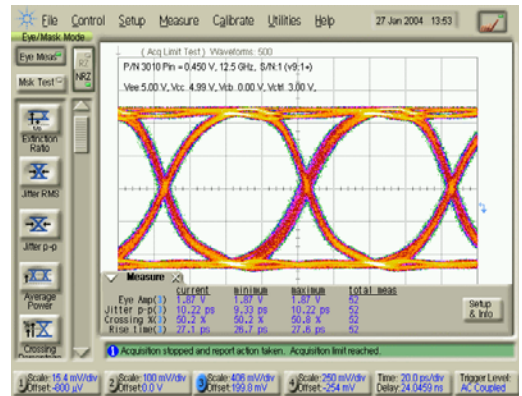 File Control Setup Measure Calibrate Utilities Help 27 Jan 2004 13:53
Eye/Mask Mode
Eye Meas
RZ
NRZ
Msk Test
( Acq Limit Test ) Waveforms: 500
P/N 3010 Pin = 0.450 V, 12.5 GHz, S/N:1 (v9:1+)
Vee 5.00 V, Vcc 4.99 V, Vcb 0.00 V, Vctrl 3.00 V,
Extinction Ratio
Jitter RMS
Jitter p-p
Average Power
Crossing
Measure
current minimum maximum total meas
Eye Amp(3) 1.87 V 1.87 V 1.87 V 52
Jitter p-p(3) 10.22 ps 9.33 ps 10.22 ps 52
Crossing %(3) 50.2 % 50.2 % 50.8 % 52
Rise time(3) 27.1 ps 26.7 ps 27.6 ps 52
Setup & Info
Acquisition stopped and report action taken. Acquisition limit reached.
1 Scale: 15.4 mV/div Offset: -800 µV
2 Scale: 100 mV/div Offset: 0.0 V
3 Scale: 406 mV/div Offset: 199.8 mV
4 Scale: 250 mV/div Offset: -254 mV
Time: 20.0 ps/div Delay: 24.0459 ns
Trigger Level: AC Coupled